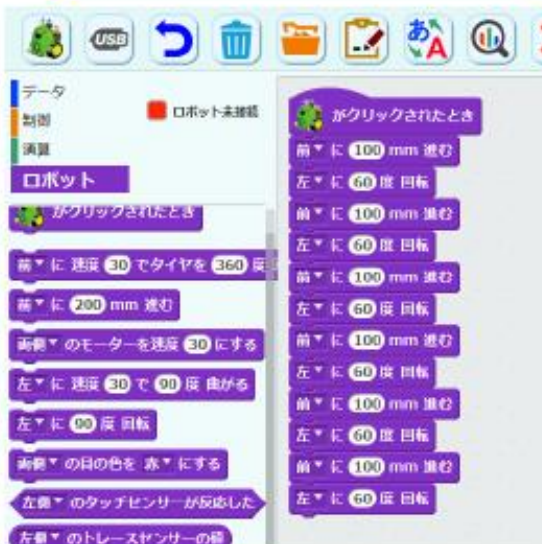 USB
あ
A
データ
制御
演算
ロボット
ロボット未接続
がクリックされたとき
前 に 速度 30 でタイヤを 360 度
前 に 200 mm 進む
両側 のモーターを速度 30 にする
左 に 速度 30 で 90 度 曲がる
左 に 90 度 回転
両側 の目の色を 赤 にする
左側 のタッチセンサーが反応した
左側 のトレースセンサーの値
がクリックされたとき
前 に 100 mm 進む
左 に 60 度 回転
前 に 100 mm 進む
左 に 60 度 回転
前 に 100 mm 進む
左 に 60 度 回転
前 に 100 mm 進む
左 に 60 度 回転
前 に 100 mm 進む
左 に 60 度 回転
前 に 100 mm 進む
左 に 60 度 回転